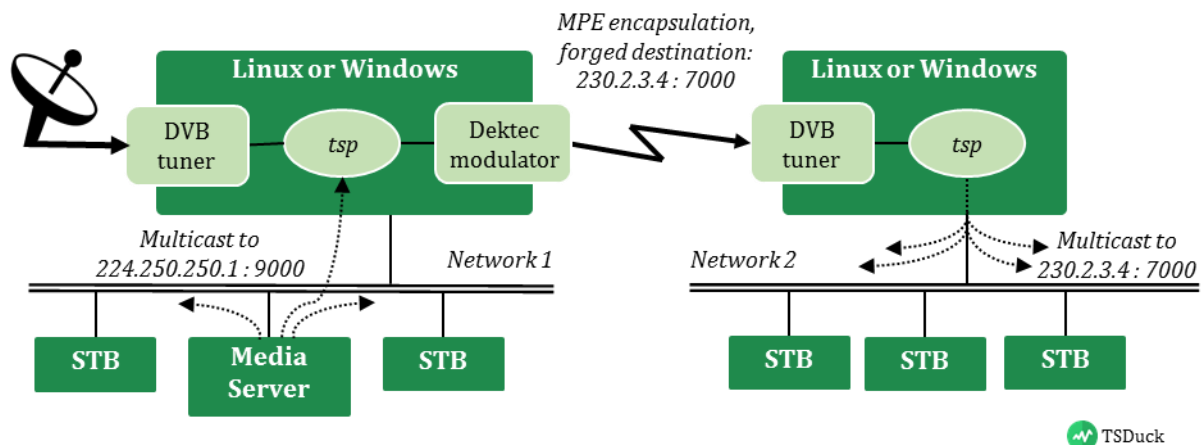 MPE encapsulation,
forged destination:
230.2.3.4 : 7000
Linux or Windows
DVB
tuner
tsp
Dektec
modulator
Linux or Windows
DVB
tuner
tsp
Multicast to
224.250.250.1 : 9000
Network 1
Network 2
Multicast to
230.2.3.4 : 7000
STB
Media
Server
STB
STB
STB
STB
TSDuck